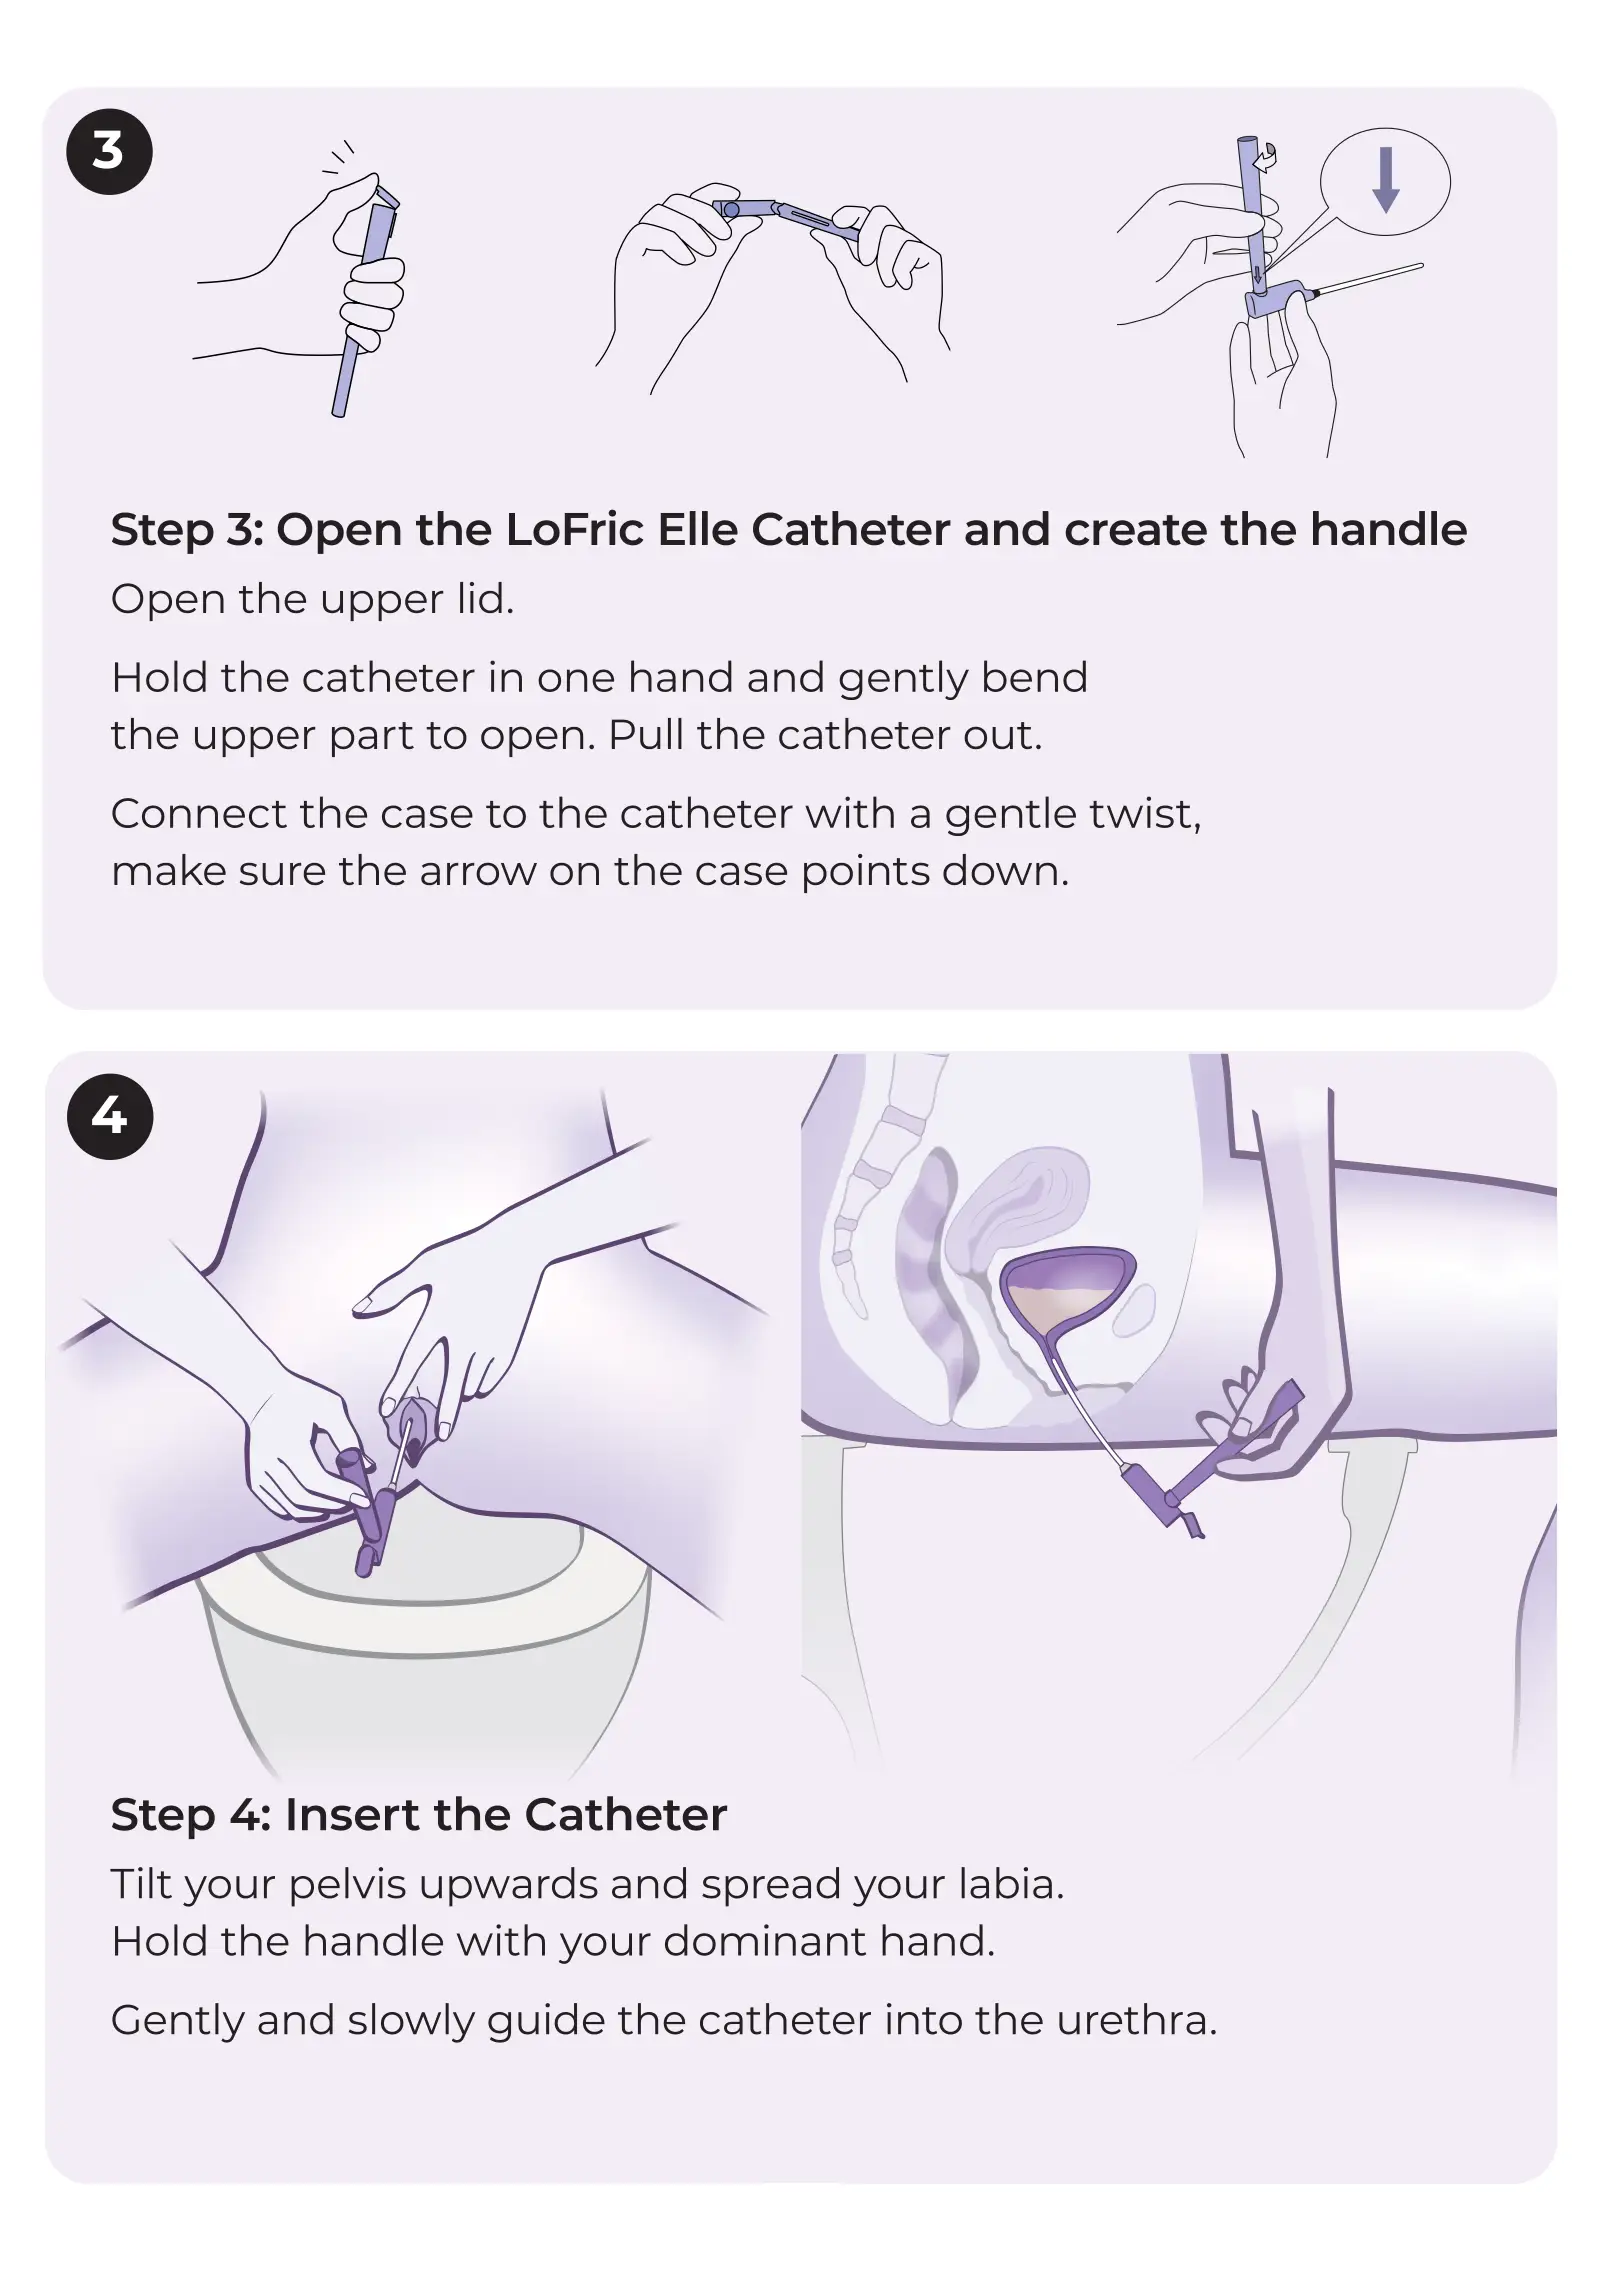 3
Step 3: Open the LoFric Elle Catheter and create the handle
Open the upper lid.
Hold the catheter in one hand and gently bend
the upper part to open. Pull the catheter out.
Connect the case to the catheter with a gentle twist,
make sure the arrow on the case points down.
4
Step 4: Insert the Catheter
Tilt your pelvis upwards and spread your labia.
Hold the handle with your dominant hand.
Gently and slowly guide the catheter into the urethra.